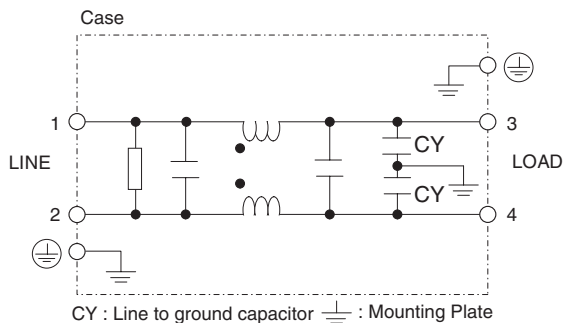 Case
1
3
CY
LINE
LOAD
CY
2
4
CY : Line to ground capacitor : Mounting Plate